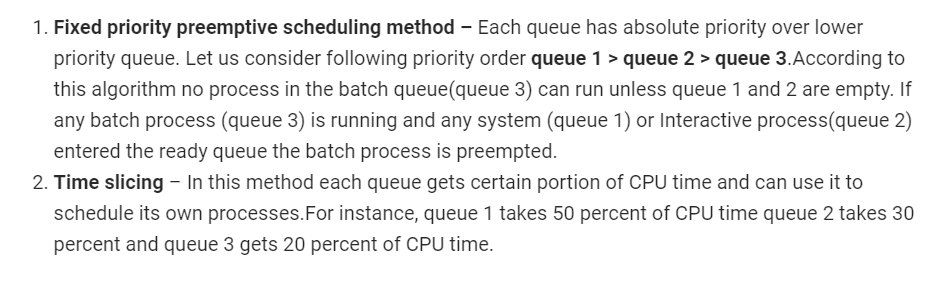 1. Fixed priority preemptive scheduling method – Each queue has absolute priority over lower
priority queue. Let us consider following priority order queue 1 > queue 2 > queue 3.According to
this algorithm no process in the batch queue(queue 3) can run unless queue 1 and 2 are empty. If
any batch process (queue 3) is running and any system (queue 1) or Interactive process(queue 2)
entered the ready queue the batch process is preempted.
2. Time slicing – In this method each queue gets certain portion of CPU time and can use it to
schedule its own processes.For instance, queue 1 takes 50 percent of CPU time queue 2 takes 30
percent and queue 3 gets 20 percent of CPU time.